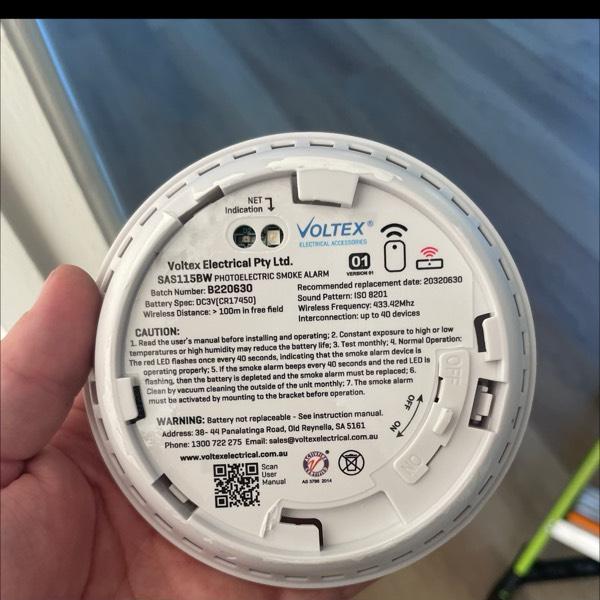 NET
Indication
VOLTEX®
ELECTRICAL ACCESSORIES
Voltex Electrical Pty Ltd.
01
VERSION 01
SAS115BW PHOTOELECTRIC SMOKE ALARM
Batch Number: B220630
Battery Spec: DC3V(CR17450)
Wireless Distance: > 100m in free field
Recommended replacement date: 20320630
Sound Pattern: ISO 8201
Wireless Frequency: 433.42Mhz
Interconnection: up to 40 devices
CAUTION:
1. Read the user's manual before installing and operating; 2. Constant exposure to high or low
temperatures or high humidity may reduce the battery life; 3. Test monthly; 4. Normal Operation:
The red LED flashes once every 40 seconds, indicating that the smoke alarm device is
operating properly; 5. If the smoke alarm beeps every 40 seconds and the red LED is
flashing, then the battery is depleted and the smoke alarm must be replaced; 6.
Clean by vacuum cleaning the outside of the unit monthly; 7. The smoke alarm
must be activated by mounting to the bracket before operation.
OFF
OFF
ON
ON
WARNING: Battery not replaceable - See instruction manual.
Address: 38- 44 Panalatinga Road, Old Reynella, SA 5161
Phone: 1300 722 275 Email: sales@voltexelectrical.com.au
www.voltexelectrical.com.au
Scan
User
Manual
AS 3786 2014